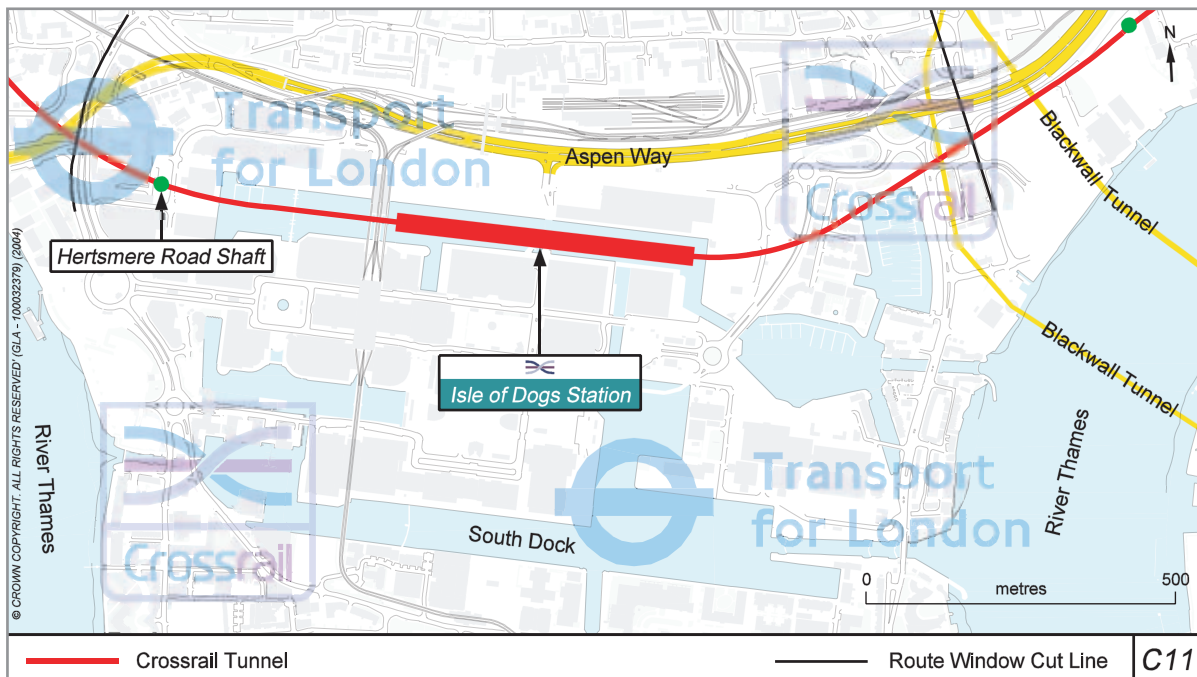 N
Transport
for London
Aspen Way
Crossrail
Blackwall Tunnel
Hertsmere Road Shaft
Isle of Dogs Station
Blackwall Tunnel
© CROWN COPYRIGHT. ALL RIGHTS RESERVED (GLA - 100032379) (2004)
River Thames
Crossrail
Transport
for London
River Thames
South Dock
0 metres 500
Crossrail Tunnel
Route Window Cut Line
C11